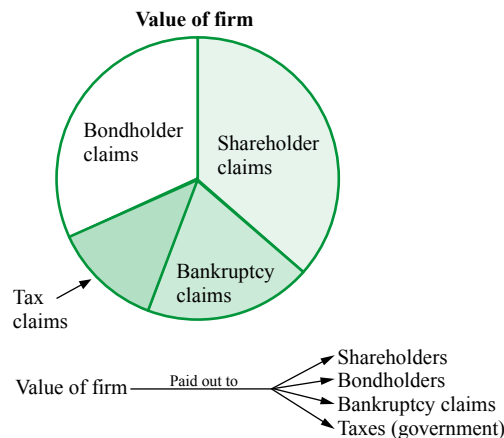 Value of firm
Bondholder
claims
Shareholder
claims
Bankruptcy
claims
Tax
claims
Value of firm
Paid out to
Shareholders
Bondholders
Bankruptcy claims
Taxes (government)